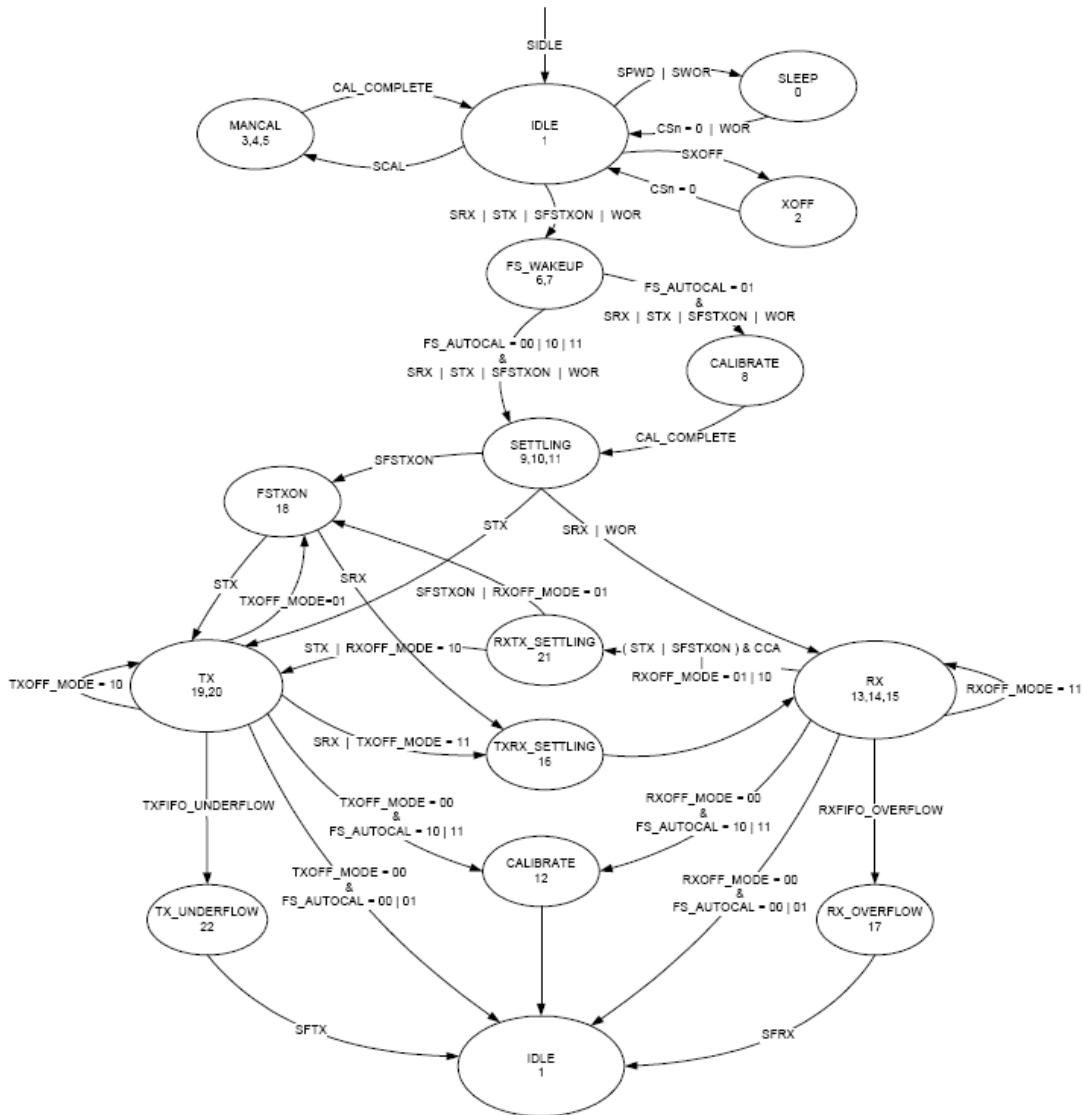 SIDLE
SPWD | SWOR
SLEEP
0
CAL_COMPLETE
MANCAL
3,4,5
IDLE
1
CSn = 0 | WOR
SCAL
SXOFF
CSn = 0
XOFF
2
SRX | STX | SFSTXON | WOR
FS_WAKEUP
6,7
FS_AUTOCAL = 01
&
SRX | STX | SFSTXON | WOR
FS_AUTOCAL = 00 | 10 | 11
&
SRX | STX | SFSTXON | WOR
CALIBRATE
8
CAL_COMPLETE
SETTLING
9,10,11
SFSTXON
FSTXON
18
STX
SRX | WOR
STX
SRX
TXOFF_MODE=01
SFSTXON | RXOFF_MODE = 01
STX | RXOFF_MODE = 10
RXTX_SETTLING
21
( STX | SFSTXON ) & CCA
|
RXOFF_MODE = 01 | 10
TXOFF_MODE = 10
TX
19,20
RX
13,14,15
RXOFF_MODE = 11
SRX | TXOFF_MODE = 11
TXRX_SETTLING
16
TXFIFO_UNDERFLOW
TXOFF_MODE = 00
&
FS_AUTOCAL = 10 | 11
RXOFF_MODE = 00
&
FS_AUTOCAL = 10 | 11
RXFIFO_OVERFLOW
CALIBRATE
12
TXOFF_MODE = 00
&
FS_AUTOCAL = 00 | 01
RXOFF_MODE = 00
&
FS_AUTOCAL = 00 | 01
TX_UNDERFLOW
22
RX_OVERFLOW
17
SFTX
SFRX
IDLE
1